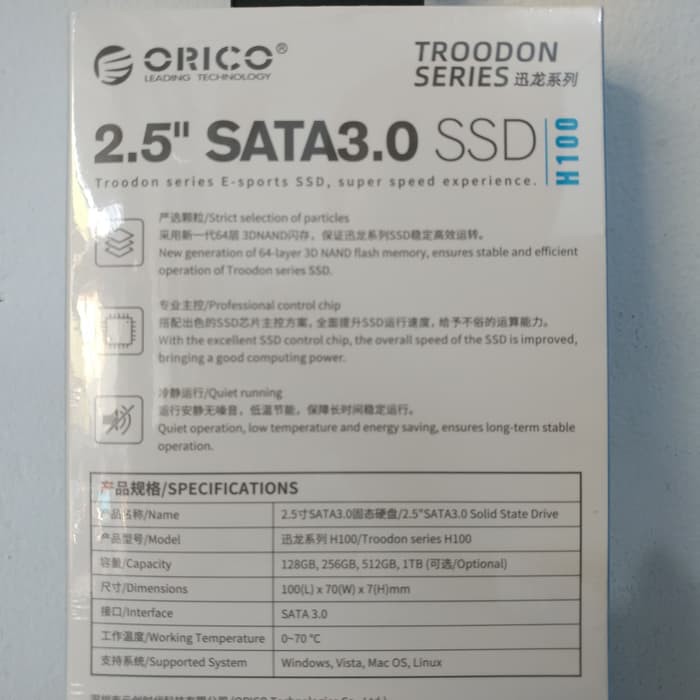 ORICO®
LEADING TECHNOLOGY
TROODON
SERIES 迅龙系列
2.5" SATA3.0 SSD
H100
Troodon series E-sports SSD, super speed experience.
严选颗粒/Strict selection of particles
采用新一代64层 3DNAND闪存，保证迅龙系列SSD稳定高效运转。
New generation of 64-layer 3D NAND flash memory, ensures stable and efficient
operation of Troodon series SSD.
专业主控/Professional control chip
搭配出色的SSD芯片主控方案，全面提升SSD运行速度，给予不俗的运算能力。
With the excellent SSD control chip, the overall speed of the SSD is improved,
bringing a good computing power.
冷静运行/Quiet running
运行安静无噪音，低温节能，保障长时间稳定运行。
Quiet operation, low temperature and energy saving, ensures long-term stable
operation.
产品规格/SPECIFICATIONS
产品名称/Name 2.5寸SATA3.0固态硬盘/2.5"SATA3.0 Solid State Drive
产品型号/Model 迅龙系列 H100/Troodon series H100
容量/Capacity 128GB, 256GB, 512GB, 1TB (可选/Optional)
尺寸/Dimensions 100(L) x 70(W) x 7(H)mm
接口/Interface SATA 3.0
工作温度/Working Temperature 0~70 °C
支持系统/Supported System Windows, Vista, Mac OS, Linux